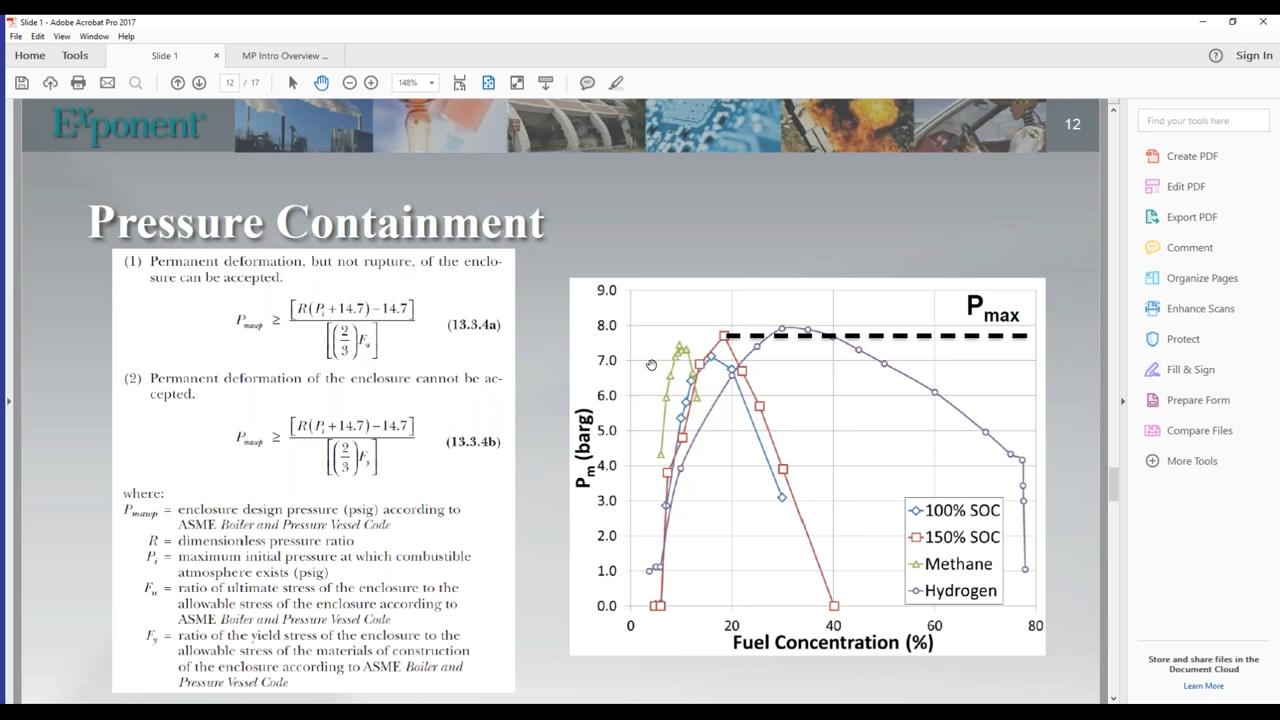 Slide 1 - Adobe Acrobat Pro 2017
File Edit View Window Help
Home Tools Slide 1 × MP Intro Overview ... Sign In
12 / 17 148%
Exponent®
12
Pressure Containment
(1) Permanent deformation, but not rupture, of the enclo-
sure can be accepted.
P_mawp ≥ [R(P_i + 14.7) − 14.7] / [(2/3)F_u] (13.3.4a)
(2) Permanent deformation of the enclosure cannot be ac-
cepted.
P_mawp ≥ [R(P_i + 14.7) − 14.7] / [(2/3)F_y] (13.3.4b)
where:
P_mawp = enclosure design pressure (psig) according to
ASME Boiler and Pressure Vessel Code
R = dimensionless pressure ratio
P_i = maximum initial pressure at which combustible
atmosphere exists (psig)
F_u = ratio of ultimate stress of the enclosure to the
allowable stress of the enclosure according to
ASME Boiler and Pressure Vessel Code
F_y = ratio of the yield stress of the enclosure to the
allowable stress of the materials of construction
of the enclosure according to ASME Boiler and
Pressure Vessel Code
P_max
9.0
8.0
7.0
6.0
5.0
4.0
3.0
2.0
1.0
0.0
P_m (barg)
0 20 40 60 80
Fuel Concentration (%)
100% SOC
150% SOC
Methane
Hydrogen
Find your tools here
Create PDF
Edit PDF
Export PDF
Comment
Organize Pages
Enhance Scans
Protect
Fill & Sign
Prepare Form
Compare Files
More Tools
Store and share files in the
Document Cloud
Learn More